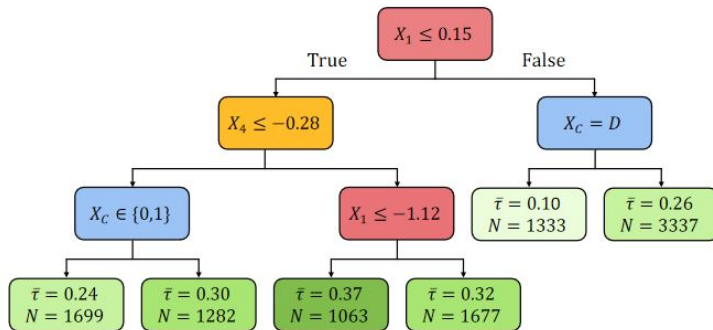 X₁ ≤ 0.15
True
False
X₄ ≤ −0.28
X_C = D
X_C ∈ {0,1}
X₁ ≤ −1.12
τ̄ = 0.10
N = 1333
τ̄ = 0.26
N = 3337
τ̄ = 0.24
N = 1699
τ̄ = 0.30
N = 1282
τ̄ = 0.37
N = 1063
τ̄ = 0.32
N = 1677